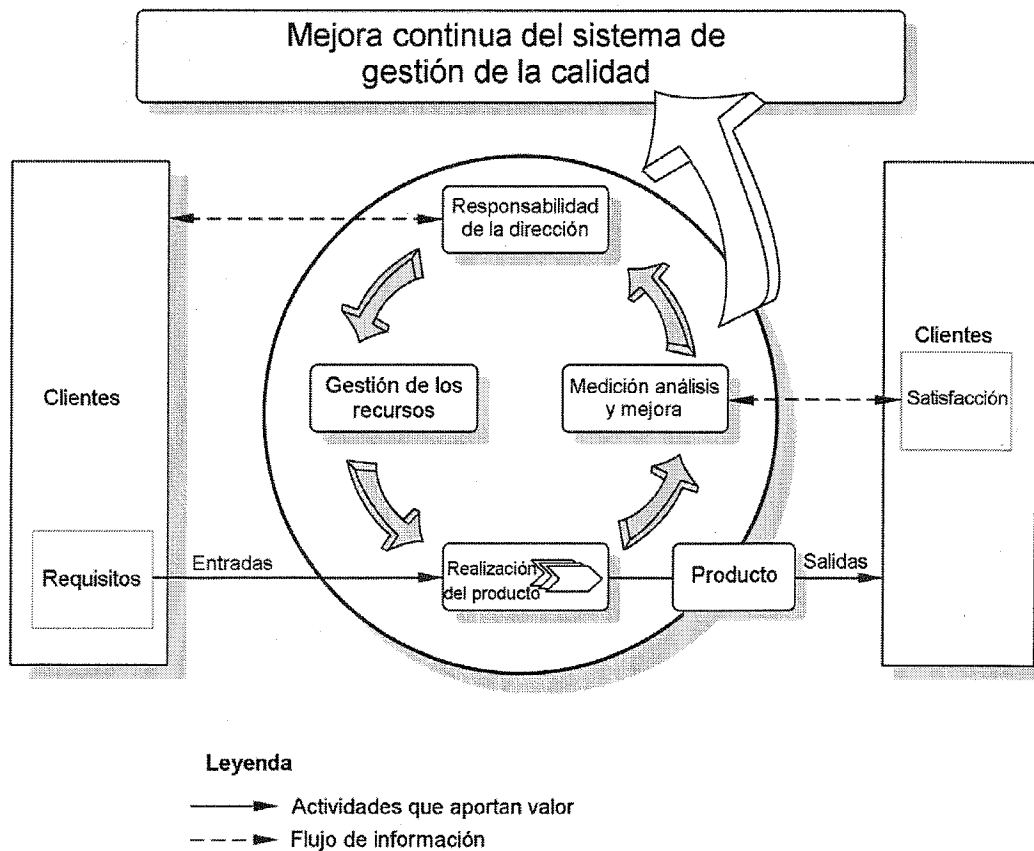 Mejora continua del sistema de
gestión de la calidad
Responsabilidad
de la dirección
Clientes
Gestión de los
recursos
Medición análisis
y mejora
Clientes
Satisfacción
Requisitos
Entradas
Realización
del producto
Producto
Salidas
Leyenda
Actividades que aportan valor
Flujo de información